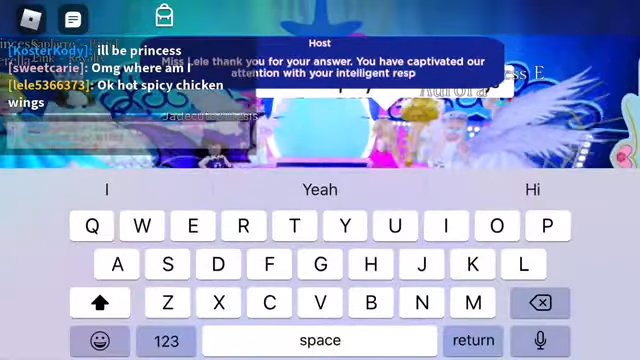 Host
[KosterKody]: ill be princess
Miss Lele thank you for your answer. You have captivated our
[sweetcarie]: Omg where am I
attention with your intelligent resp
[lele5366373]: Ok hot spicy chicken
wings
Aurora
I
Yeah
Hi
Q W E R T Y U I O P
A S D F G H J K L
Z X C V B N M
123
space
return